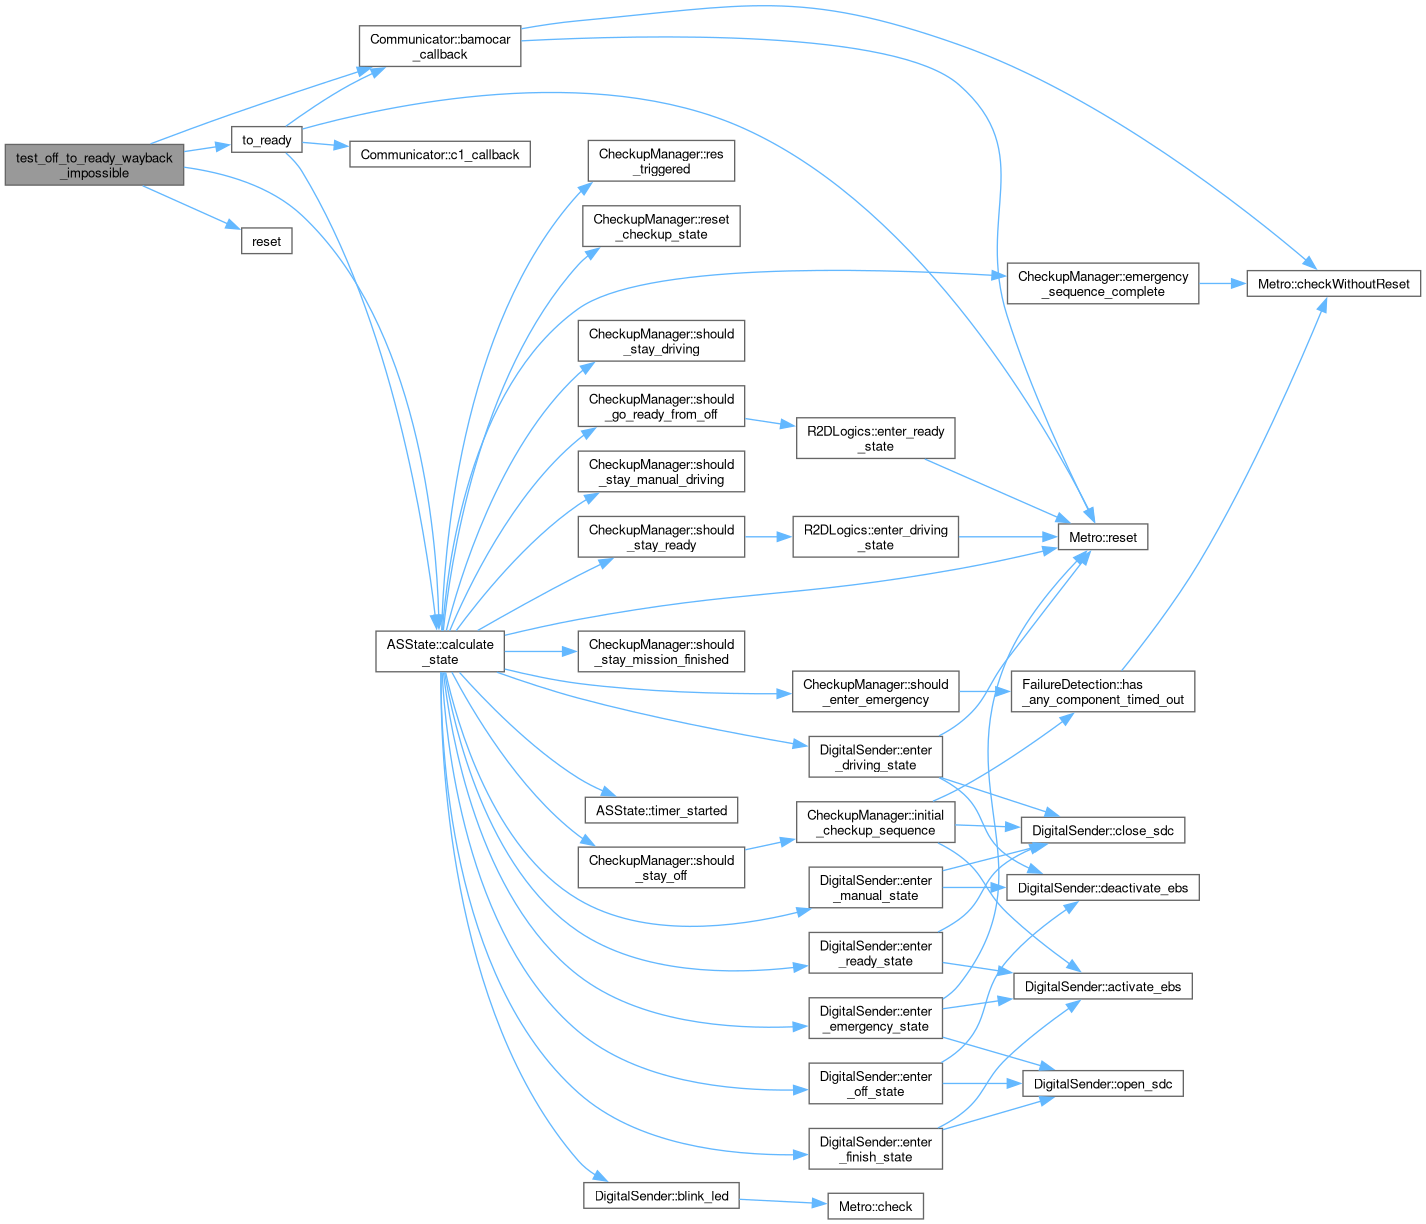 Communicator::bamocar
_callback
to_ready
Communicator::c1_callback
test_off_to_ready_wayback
_impossible
reset
CheckupManager::res
_triggered
CheckupManager::reset
_checkup_state
CheckupManager::emergency
_sequence_complete
Metro::checkWithoutReset
CheckupManager::should
_stay_driving
CheckupManager::should
_go_ready_from_off
R2DLogics::enter_ready
_state
CheckupManager::should
_stay_manual_driving
CheckupManager::should
_stay_ready
R2DLogics::enter_driving
_state
Metro::reset
ASState::calculate
_state
CheckupManager::should
_stay_mission_finished
CheckupManager::should
_enter_emergency
FailureDetection::has
_any_component_timed_out
DigitalSender::enter
_driving_state
ASState::timer_started
CheckupManager::initial
_checkup_sequence
DigitalSender::close_sdc
CheckupManager::should
_stay_off
DigitalSender::enter
_manual_state
DigitalSender::deactivate_ebs
DigitalSender::enter
_ready_state
DigitalSender::activate_ebs
DigitalSender::enter
_emergency_state
DigitalSender::enter
_off_state
DigitalSender::open_sdc
DigitalSender::enter
_finish_state
DigitalSender::blink_led
Metro::check